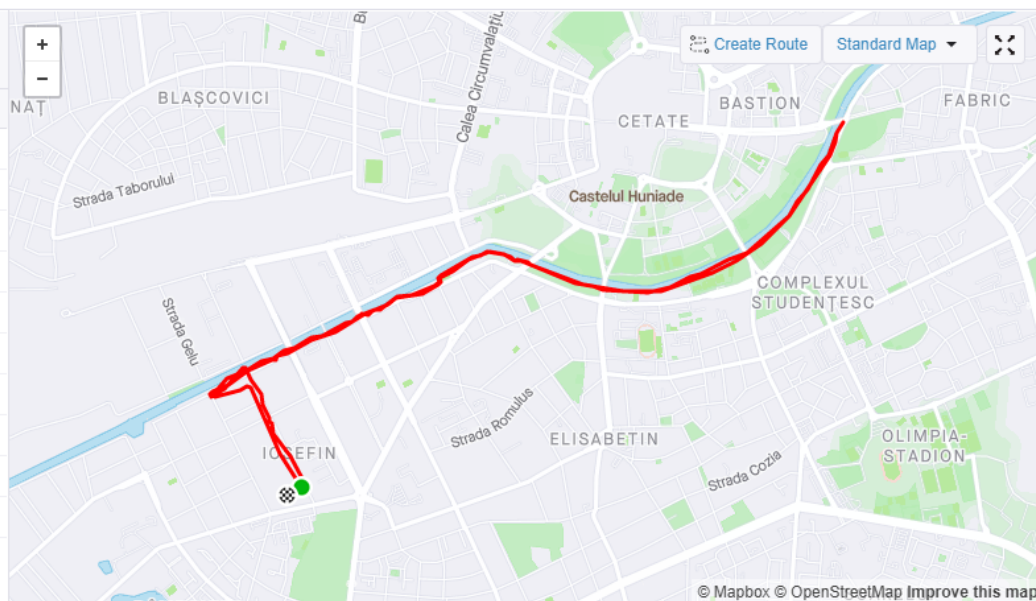 +
−
Create Route
Standard Map
NAȚ
BLAȘCOVICI
Calea Circumvalațiu
CETATE
BASTION
FABRIC
Strada Taborului
Castelul Huniade
COMPLEXUL
STUDENȚESC
Strada Gelu
IOSEFIN
Strada Romulus
ELISABETIN
Strada Cozia
OLIMPIA-
STADION
© Mapbox © OpenStreetMap Improve this map